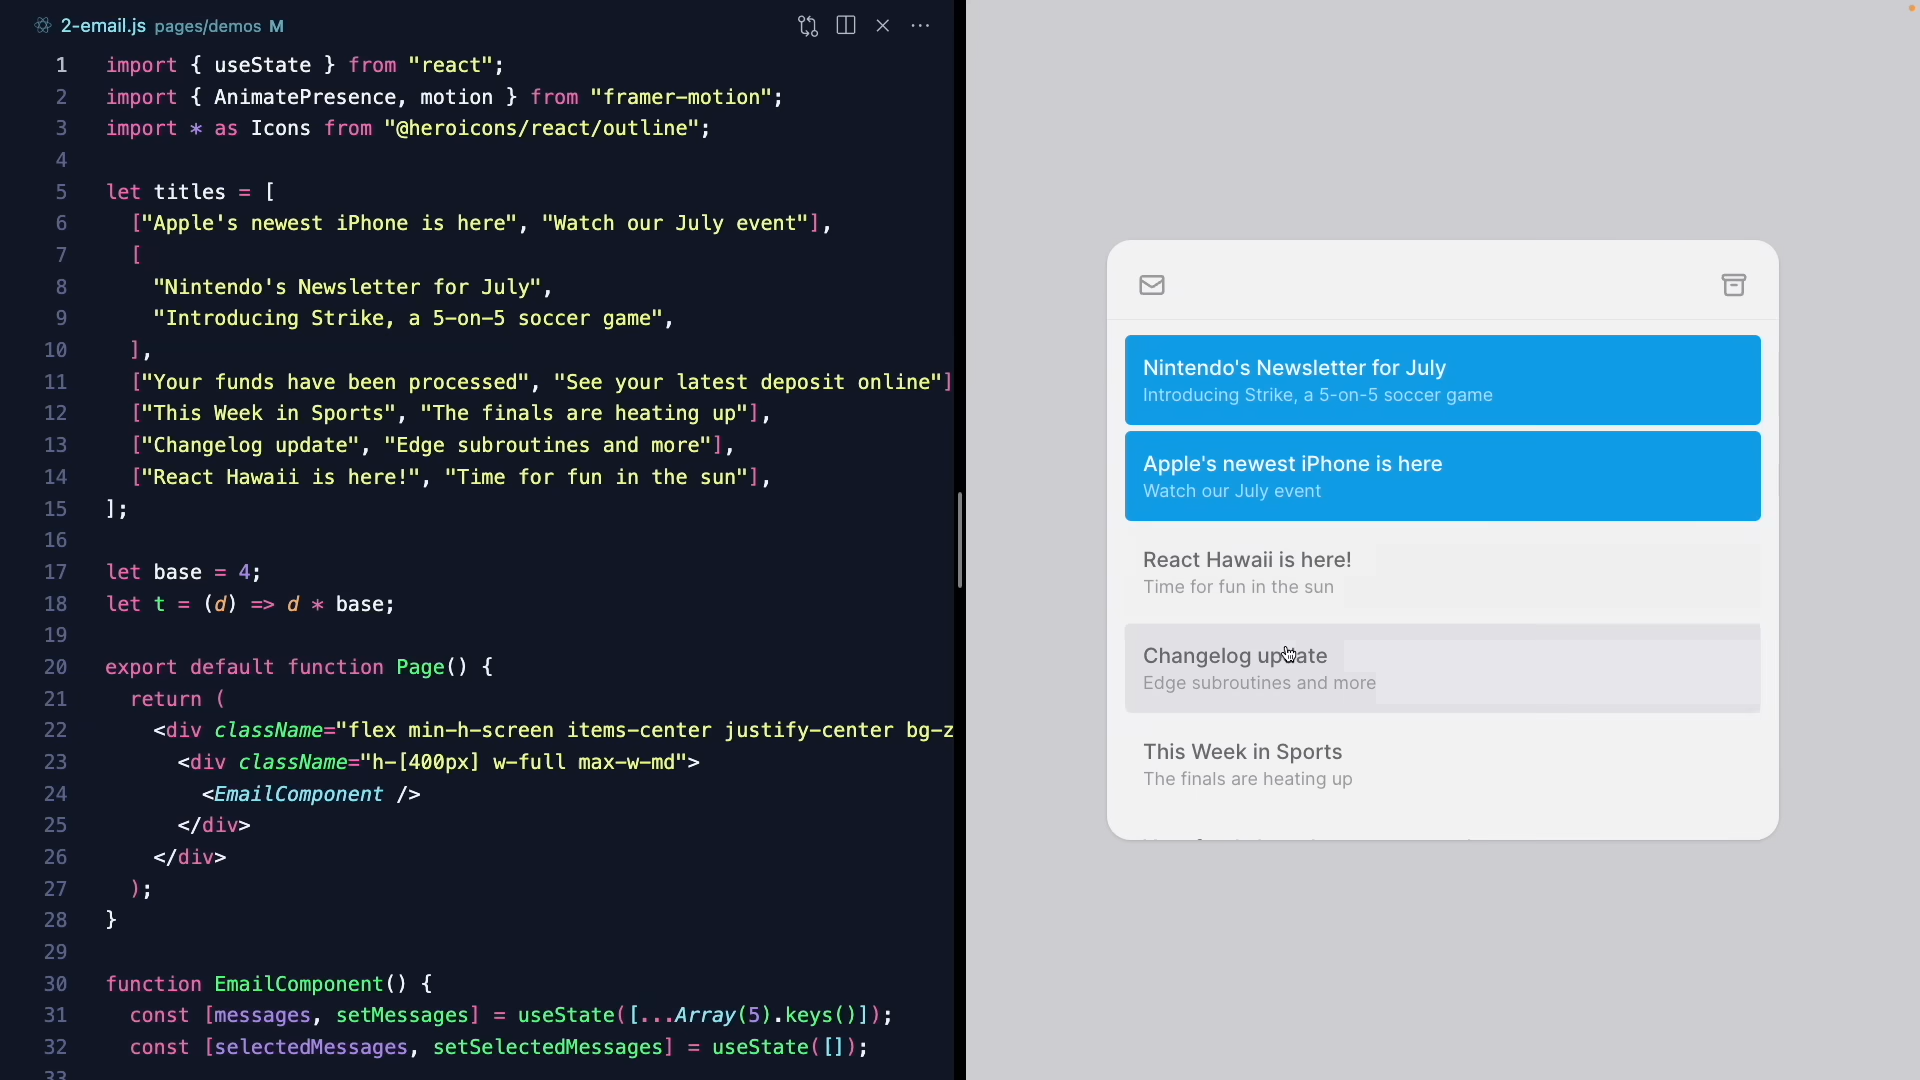 2-email.js pages/demos M
1 import { useState } from "react";
2 import { AnimatePresence, motion } from "framer-motion";
3 import * as Icons from "@heroicons/react/outline";
4
5 let titles = [
6 ["Apple's newest iPhone is here", "Watch our July event"],
7 [
8 "Nintendo's Newsletter for July",
9 "Introducing Strike, a 5-on-5 soccer game",
10 ],
11 ["Your funds have been processed", "See your latest deposit online"]
12 ["This Week in Sports", "The finals are heating up"],
13 ["Changelog update", "Edge subroutines and more"],
14 ["React Hawaii is here!", "Time for fun in the sun"],
15 ];
16
17 let base = 4;
18 let t = (d) => d * base;
19
20 export default function Page() {
21 return (
22 <div className="flex min-h-screen items-center justify-center bg-z
23 <div className="h-[400px] w-full max-w-md">
24 <EmailComponent />
25 </div>
26 </div>
27 );
28 }
29
30 function EmailComponent() {
31 const [messages, setMessages] = useState([...Array(5).keys()]);
32 const [selectedMessages, setSelectedMessages] = useState([]);
33
Nintendo's Newsletter for July
Introducing Strike, a 5-on-5 soccer game
Apple's newest iPhone is here
Watch our July event
React Hawaii is here!
Time for fun in the sun
Changelog update
Edge subroutines and more
This Week in Sports
The finals are heating up